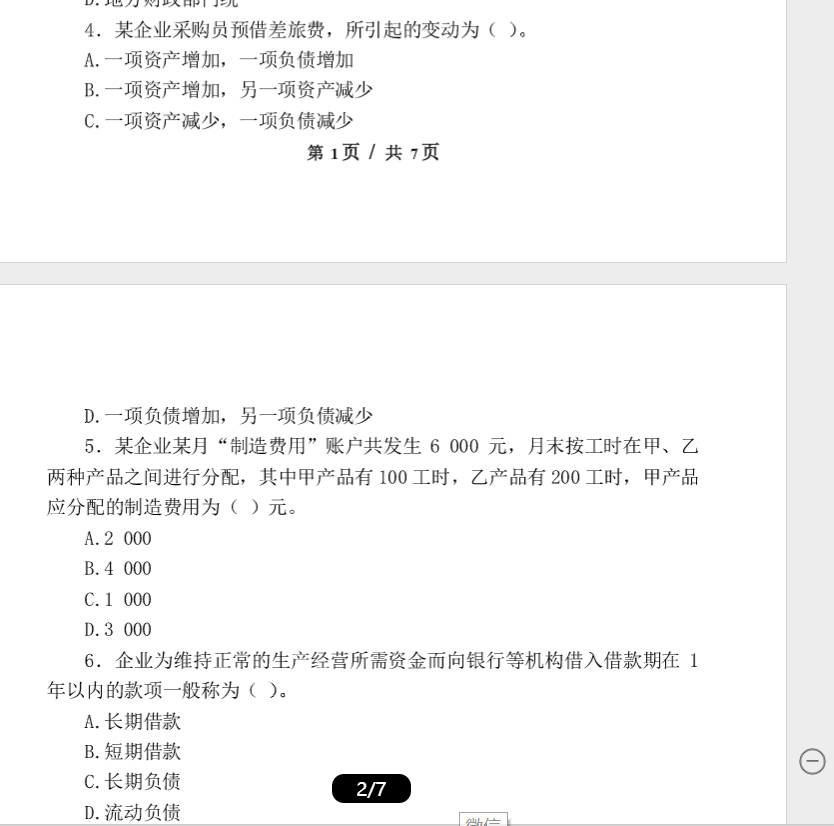 D.地方财政部门统
4．某企业采购员预借差旅费，所引起的变动为（ ）。
A.一项资产增加，一项负债增加
B.一项资产增加，另一项资产减少
C.一项资产减少，一项负债减少
第 1页 / 共 7页
D.一项负债增加，另一项负债减少
5．某企业某月“制造费用”账户共发生 6 000 元，月末按工时在甲、乙
两种产品之间进行分配，其中甲产品有 100 工时，乙产品有 200 工时，甲产品
应分配的制造费用为（ ）元。
A.2 000
B.4 000
C.1 000
D.3 000
6．企业为维持正常的生产经营所需资金而向银行等机构借入借款期在 1
年以内的款项一般称为（ ）。
A.长期借款
B.短期借款
C.长期负债
2/7
D.流动负债
微信